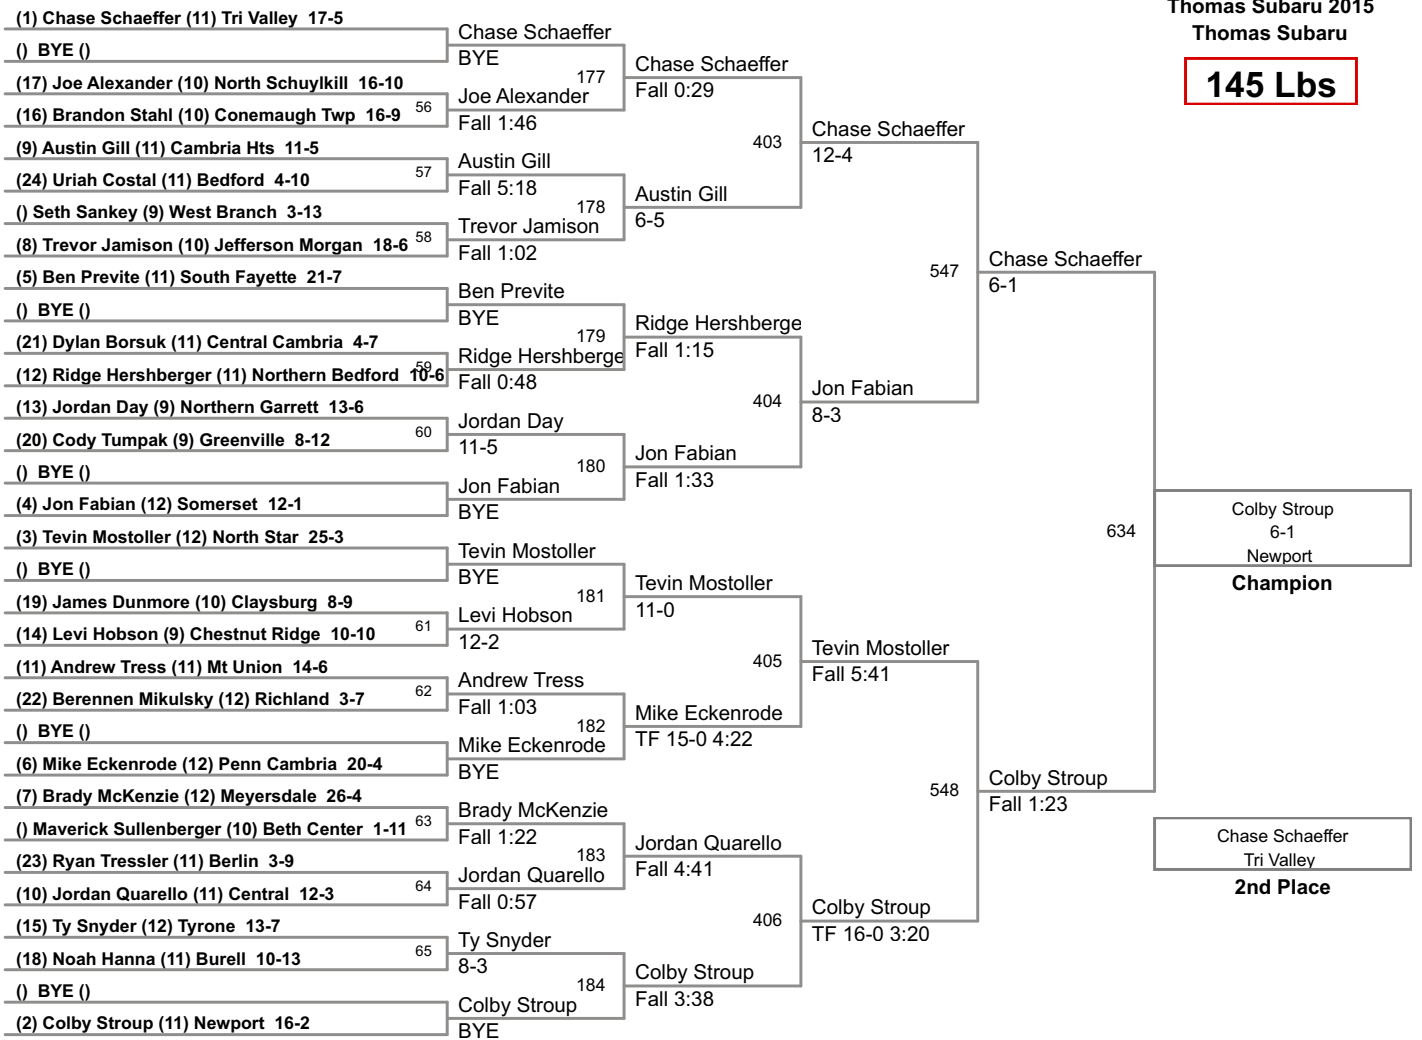 Thomas Subaru 2015
Thomas Subaru
145 Lbs
(1) Chase Schaeffer (11) Tri Valley 17-5
() BYE ()
(17) Joe Alexander (10) North Schuylkill 16-10
(16) Brandon Stahl (10) Conemaugh Twp 16-9
(9) Austin Gill (11) Cambria Hts 11-5
(24) Uriah Costal (11) Bedford 4-10
() Seth Sankey (9) West Branch 3-13
(8) Trevor Jamison (10) Jefferson Morgan 18-6
(5) Ben Previte (11) South Fayette 21-7
() BYE ()
(21) Dylan Borsuk (11) Central Cambria 4-7
(12) Ridge Hershberger (11) Northern Bedford 10-6
(13) Jordan Day (9) Northern Garrett 13-6
(20) Cody Tumpak (9) Greenville 8-12
() BYE ()
(4) Jon Fabian (12) Somerset 12-1
(3) Tevin Mostoller (12) North Star 25-3
() BYE ()
(19) James Dunmore (10) Claysburg 8-9
(14) Levi Hobson (9) Chestnut Ridge 10-10
(11) Andrew Tress (11) Mt Union 14-6
(22) Berennen Mikulsky (12) Richland 3-7
() BYE ()
(6) Mike Eckenrode (12) Penn Cambria 20-4
(7) Brady McKenzie (12) Meyersdale 26-4
() Maverick Sullenberger (10) Beth Center 1-11
(23) Ryan Tressler (11) Berlin 3-9
(10) Jordan Quarello (11) Central 12-3
(15) Ty Snyder (12) Tyrone 13-7
(18) Noah Hanna (11) Burell 10-13
() BYE ()
(2) Colby Stroup (11) Newport 16-2
56
57
58
59
60
61
62
63
64
65
Chase Schaeffer
BYE
Joe Alexander
Fall 1:46
Austin Gill
Fall 5:18
Trevor Jamison
Fall 1:02
Ben Previte
BYE
Ridge Hershberge
Fall 0:48
Jordan Day
11-5
Jon Fabian
BYE
Tevin Mostoller
BYE
Levi Hobson
12-2
Andrew Tress
Fall 1:03
Mike Eckenrode
BYE
Brady McKenzie
Fall 1:22
Jordan Quarello
Fall 0:57
Ty Snyder
8-3
Colby Stroup
BYE
177
178
179
180
181
182
183
184
Chase Schaeffer
Fall 0:29
Austin Gill
6-5
Ridge Hershberge
Fall 1:15
Jon Fabian
Fall 1:33
Tevin Mostoller
11-0
Mike Eckenrode
TF 15-0 4:22
Jordan Quarello
Fall 4:41
Colby Stroup
Fall 3:38
403
404
405
406
Chase Schaeffer
12-4
Jon Fabian
8-3
Tevin Mostoller
Fall 5:41
Colby Stroup
TF 16-0 3:20
547
548
Chase Schaeffer
6-1
Colby Stroup
Fall 1:23
634
Colby Stroup
6-1
Newport
Champion
Chase Schaeffer
Tri Valley
2nd Place